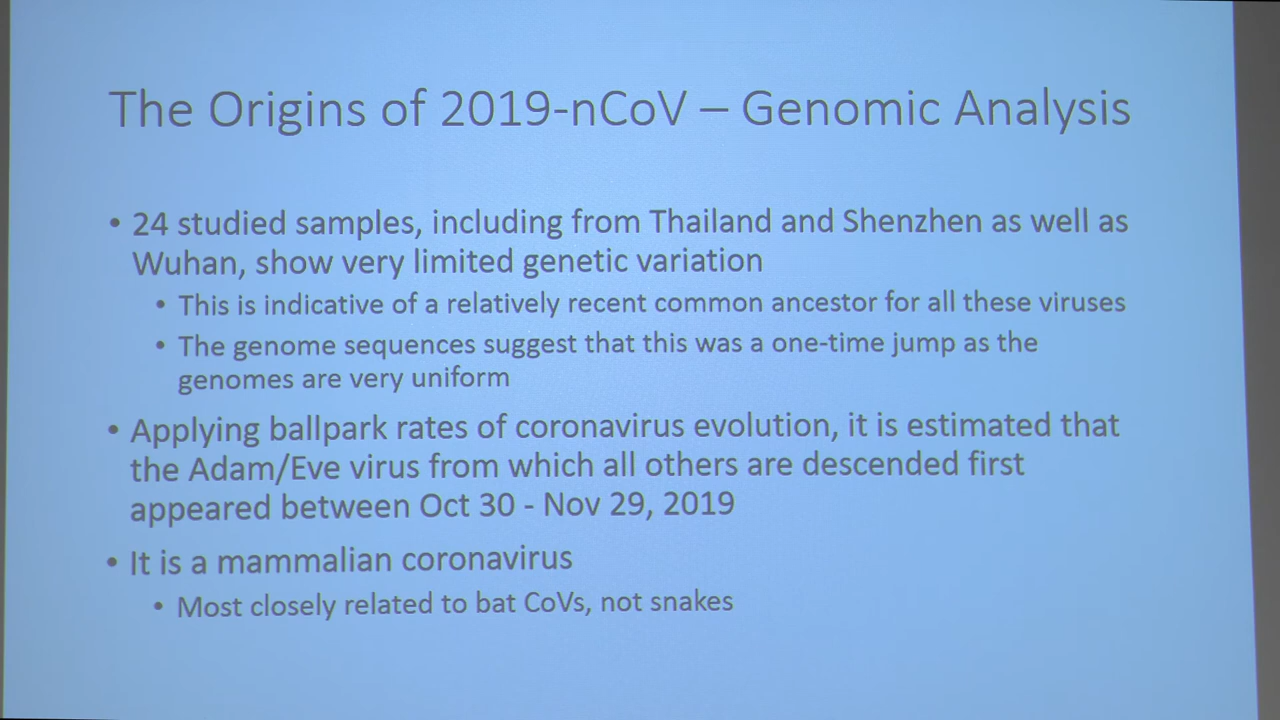 The Origins of 2019-nCoV – Genomic Analysis
• 24 studied samples, including from Thailand and Shenzhen as well as
Wuhan, show very limited genetic variation
• This is indicative of a relatively recent common ancestor for all these viruses
• The genome sequences suggest that this was a one-time jump as the
genomes are very uniform
• Applying ballpark rates of coronavirus evolution, it is estimated that
the Adam/Eve virus from which all others are descended first
appeared between Oct 30 - Nov 29, 2019
• It is a mammalian coronavirus
• Most closely related to bat CoVs, not snakes